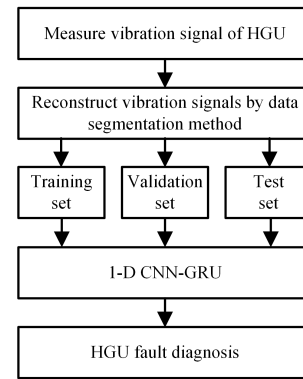 Measure vibration signal of HGU
Reconstruct vibration signals by data
segmentation method
Training
set
Validation
set
Test
set
1-D CNN-GRU
HGU fault diagnosis